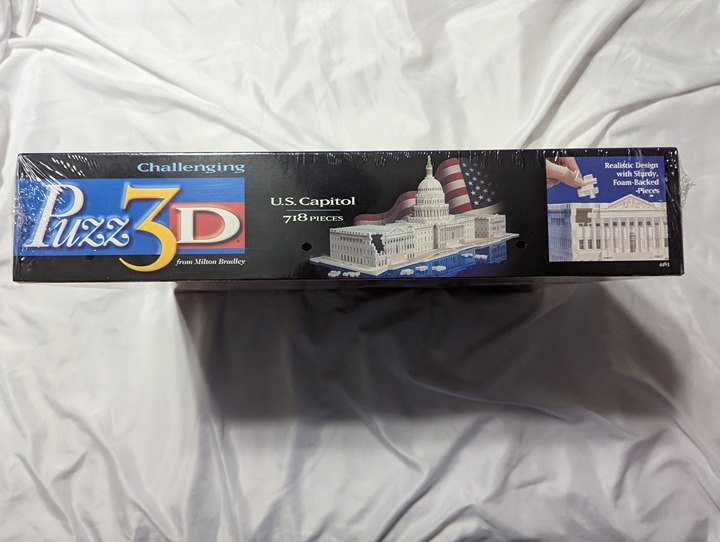 Challenging
Puzz3D
from Milton Bradley
U.S. Capitol
718 PIECES
Realistic Design
with Sturdy,
Foam-Backed
Pieces